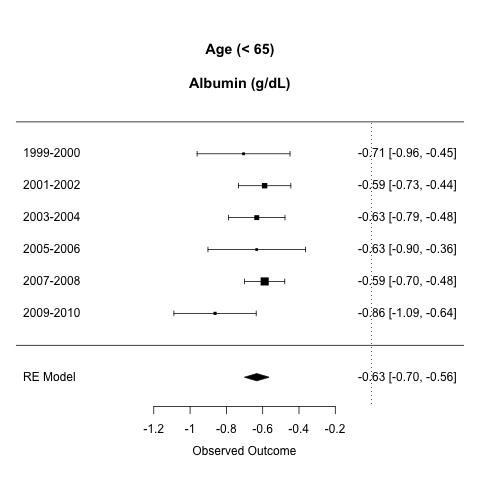 Age (< 65)
Albumin (g/dL)
1999-2000 -0.71 [-0.96, -0.45]
2001-2002 -0.59 [-0.73, -0.44]
2003-2004 -0.63 [-0.79, -0.48]
2005-2006 -0.63 [-0.90, -0.36]
2007-2008 -0.59 [-0.70, -0.48]
2009-2010 -0.86 [-1.09, -0.64]
RE Model -0.63 [-0.70, -0.56]
-1.2 -1 -0.8 -0.6 -0.4 -0.2
Observed Outcome